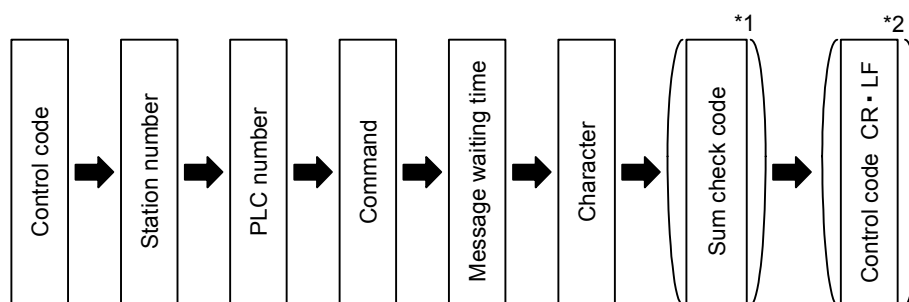 *1
*2
Control code
Station number
PLC number
Command
Message waiting time
Character
Sum check code
Control code CR・LF